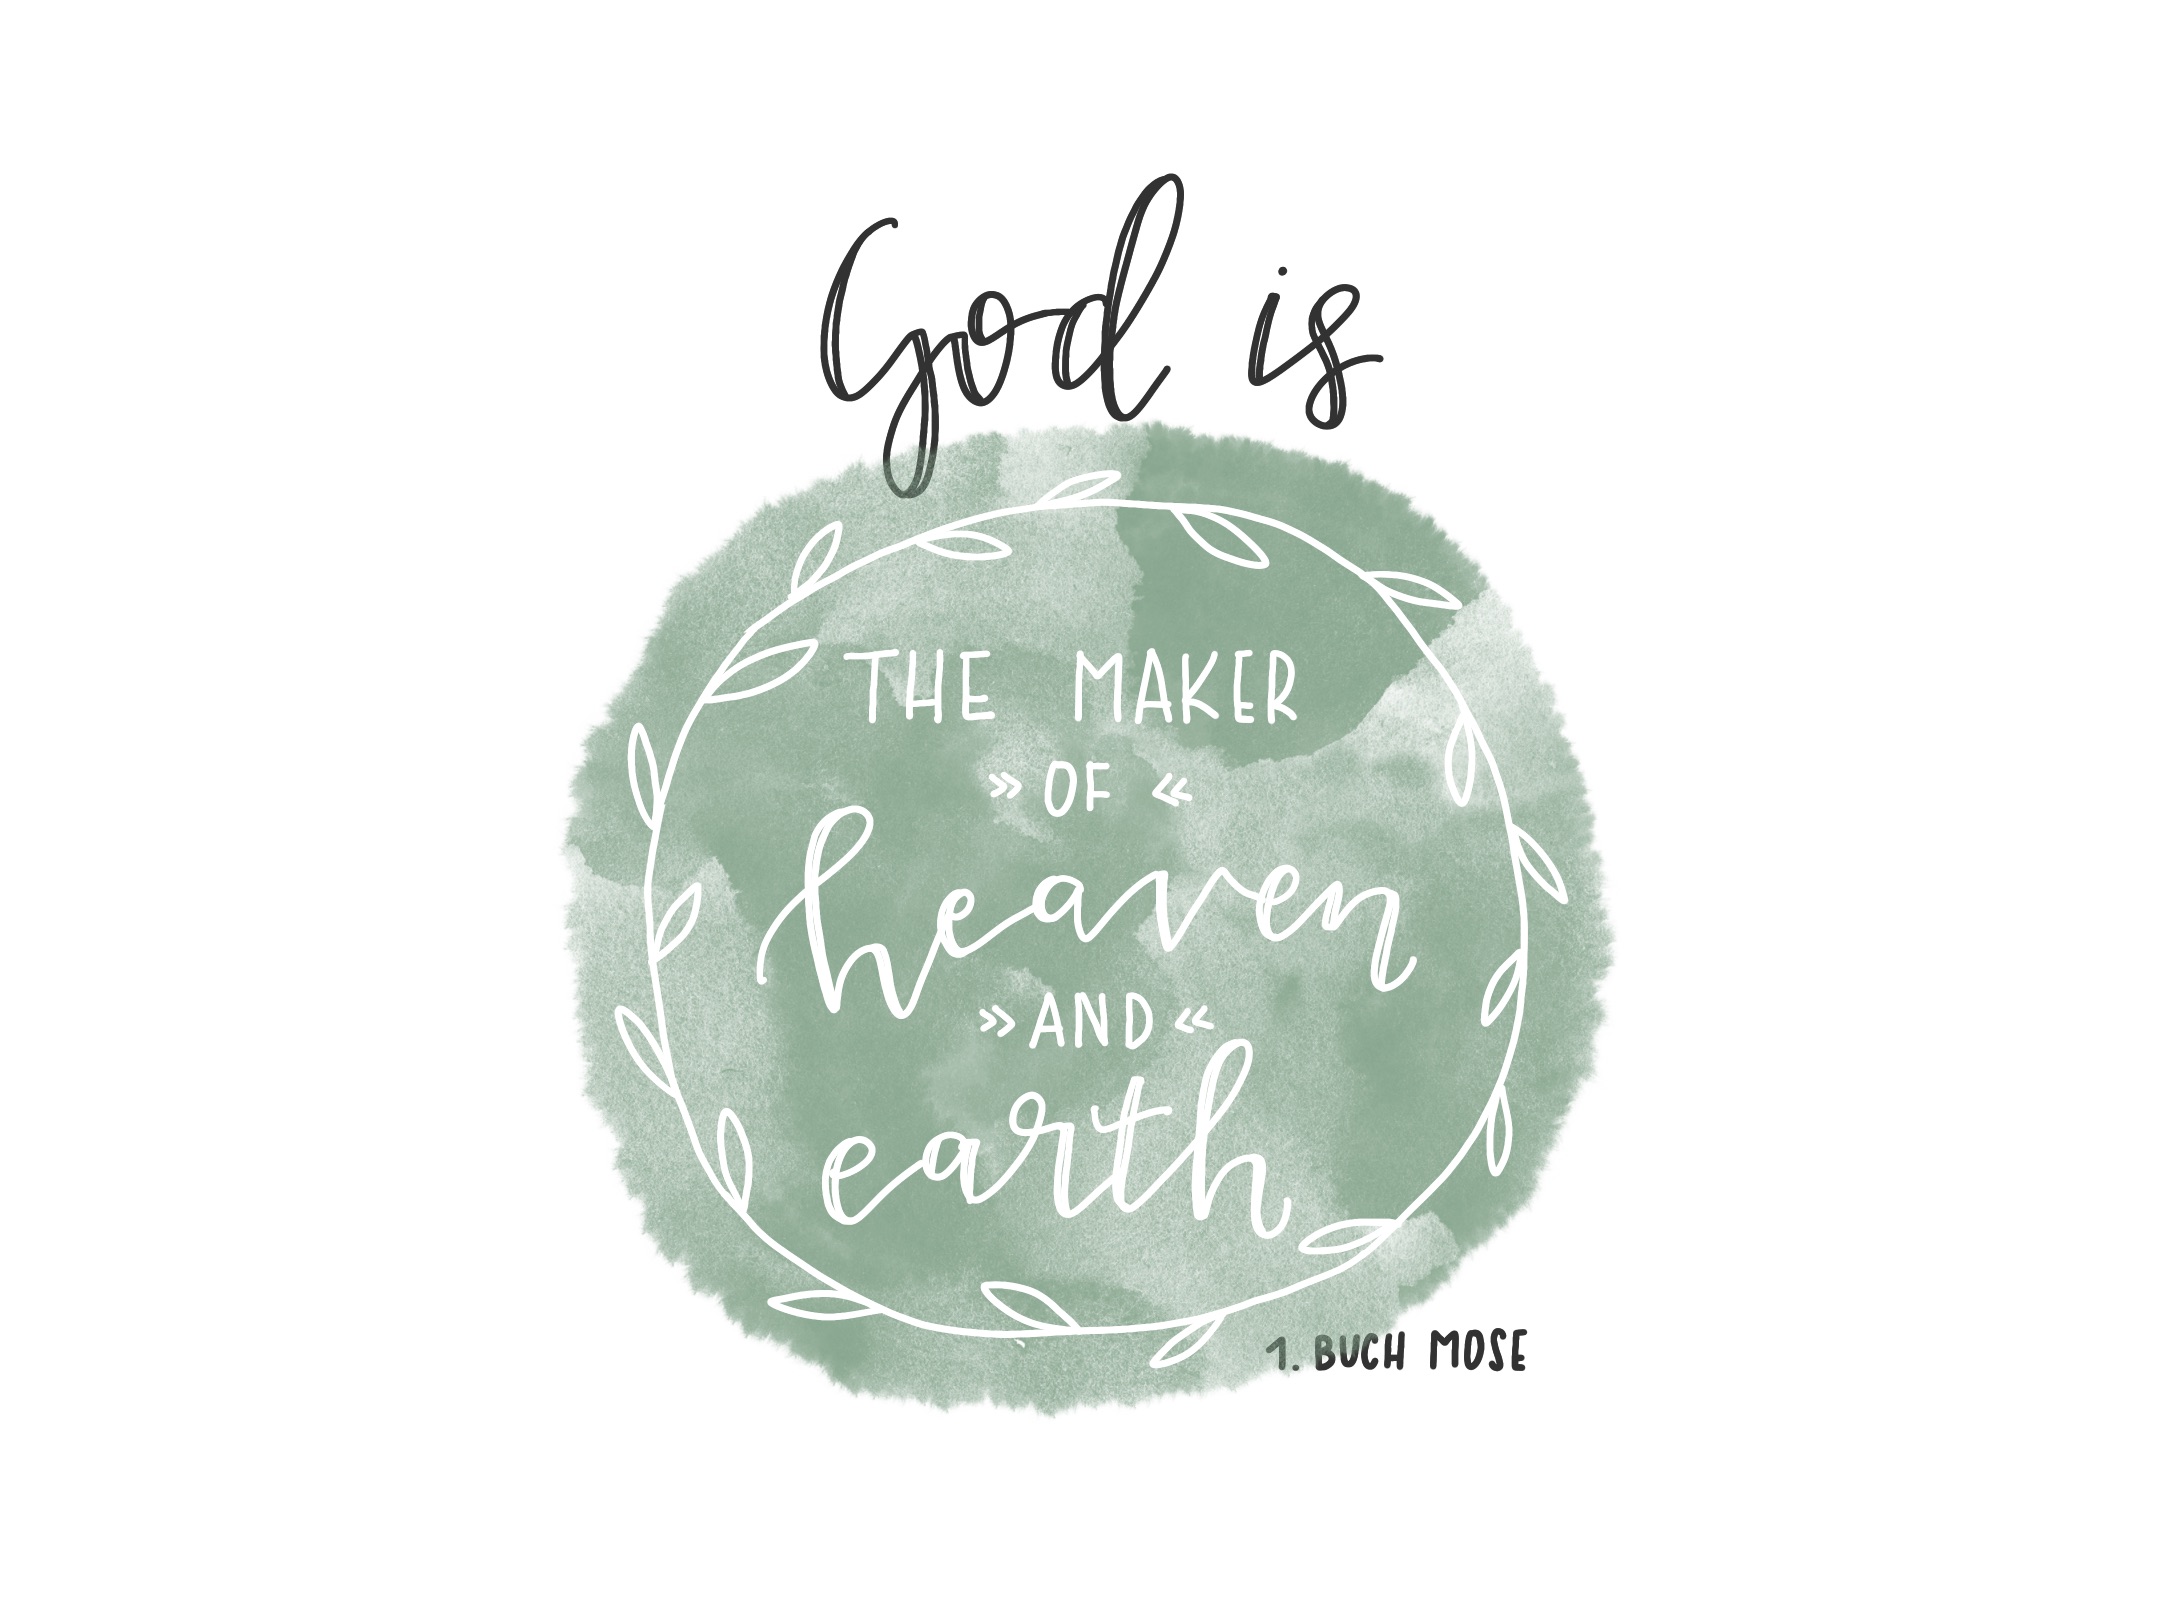 God is
THE MAKER
» OF «
heaven
» AND «
earth
1. BUCH MOSE